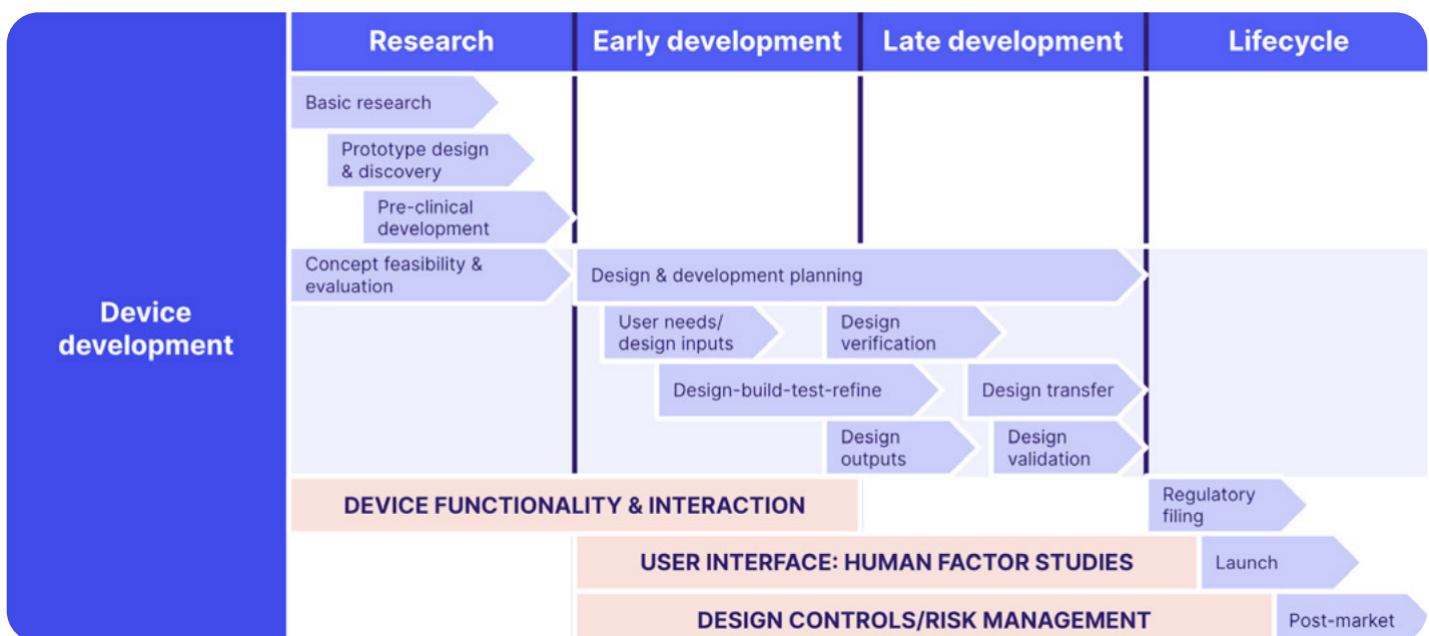 Research
Early development
Late development
Lifecycle
Device
development
Basic research
Prototype design
& discovery
Pre-clinical
development
Concept feasibility &
evaluation
Design & development planning
User needs/
design inputs
Design
verification
Design-build-test-refine
Design transfer
Design
outputs
Design
validation
DEVICE FUNCTIONALITY & INTERACTION
Regulatory
filing
USER INTERFACE: HUMAN FACTOR STUDIES
Launch
DESIGN CONTROLS/RISK MANAGEMENT
Post-market